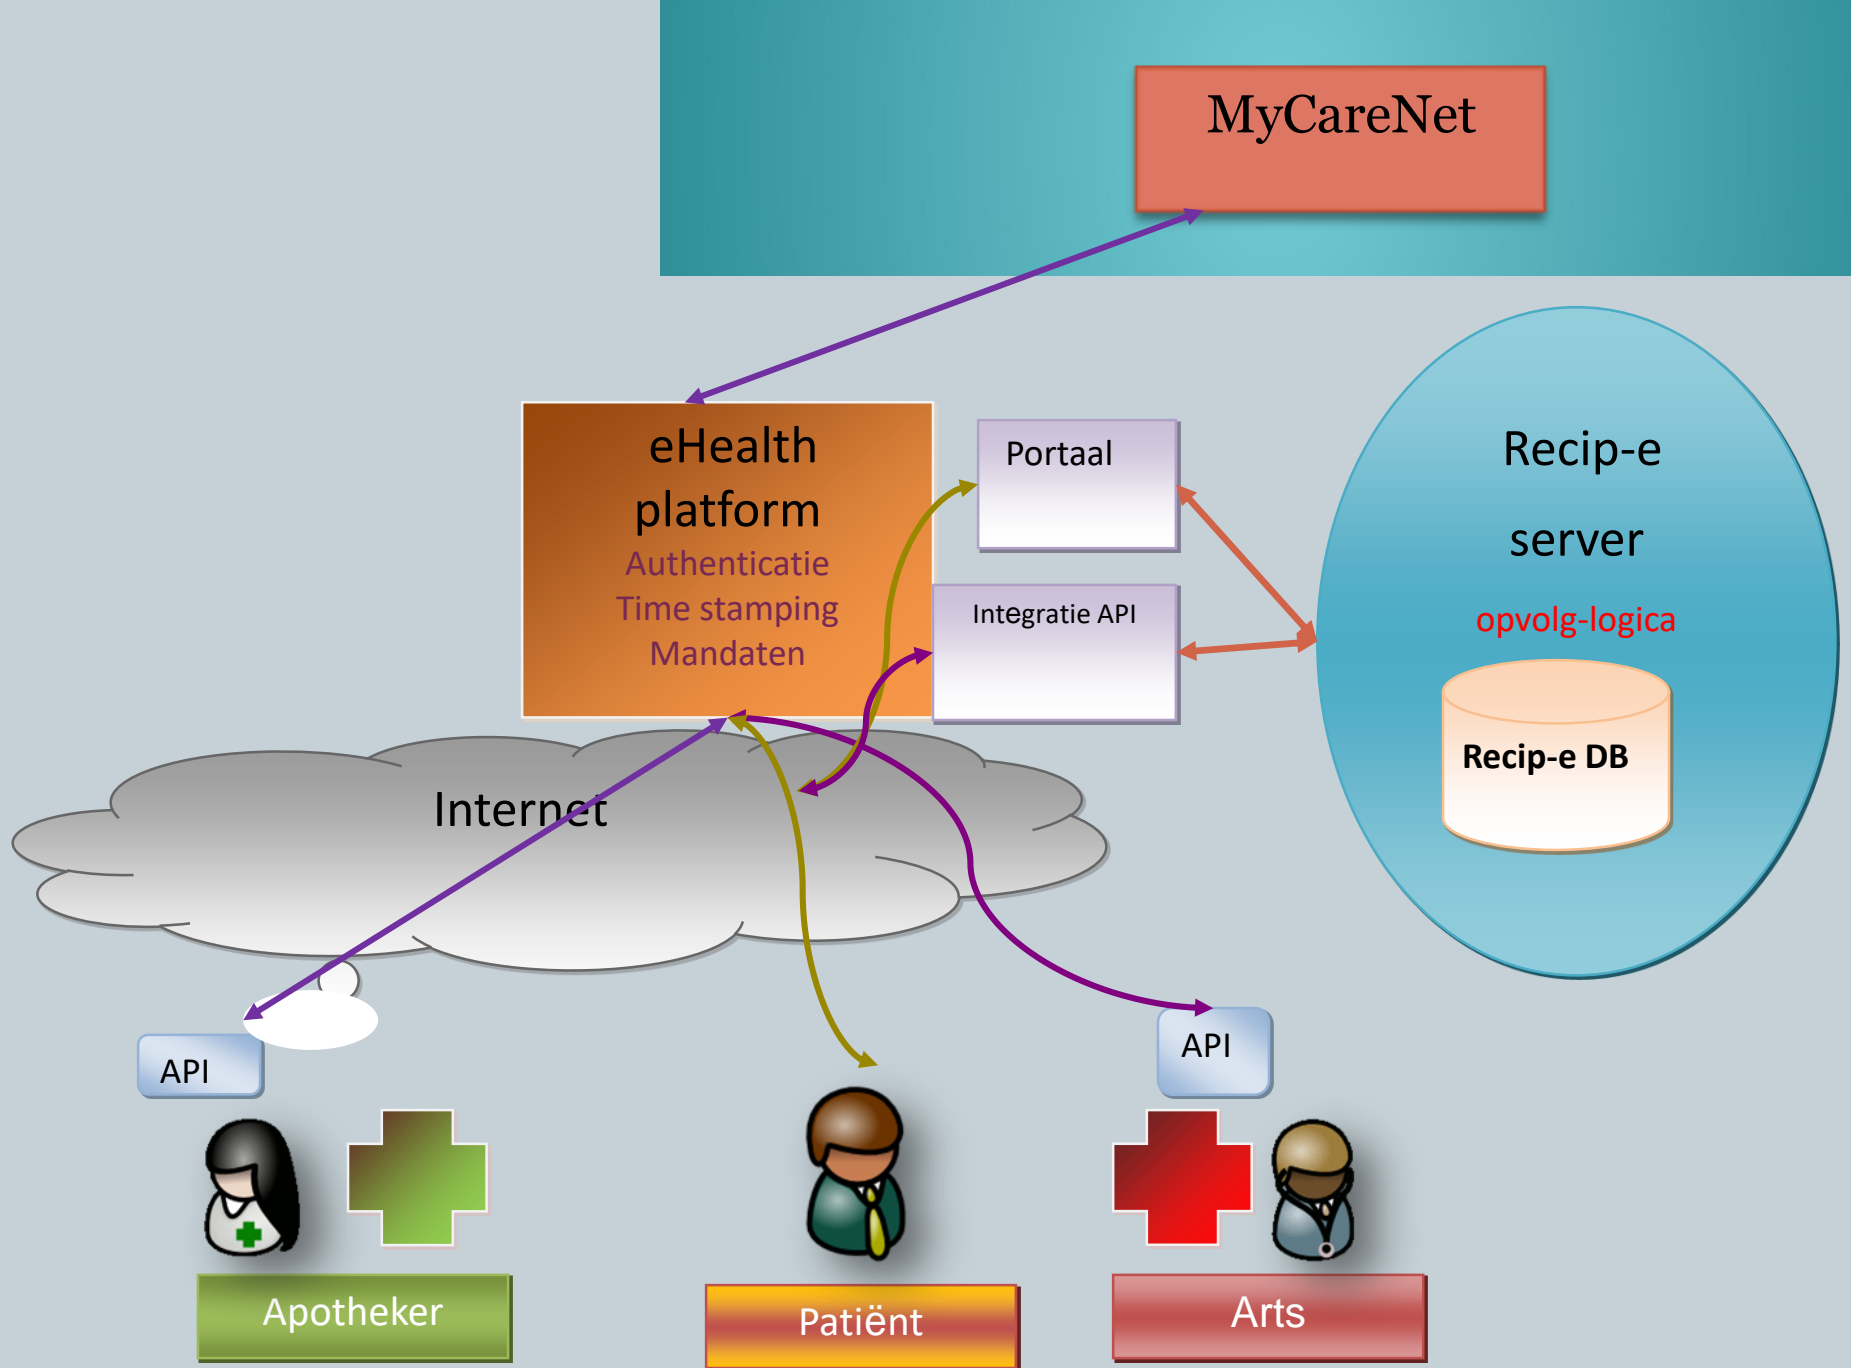 MyCareNet
eHealth
platform
Authenticatie
Time stamping
Mandaten
Portaal
Integratie API
Recip-e
server
opvolg-logica
Recip-e DB
Internet
API
API
Apotheker
Patiënt
Arts